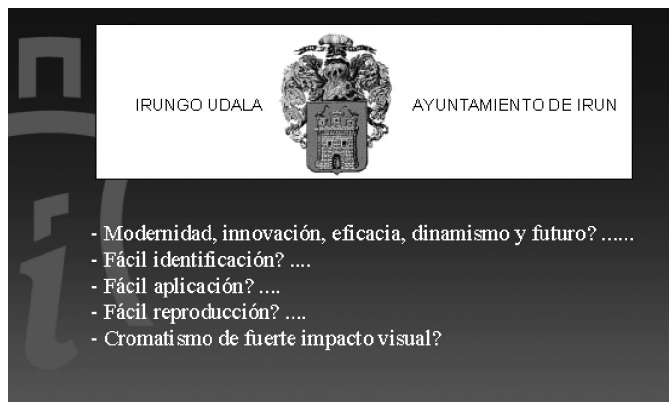 IRUNGO UDALA AYUNTAMIENTO DE IRUN
- Modernidad, innovación, eficacia, dinamismo y futuro? ......
- Fácil identificación? ....
- Fácil aplicación? ....
- Fácil reproducción? ....
- Cromatismo de fuerte impacto visual?